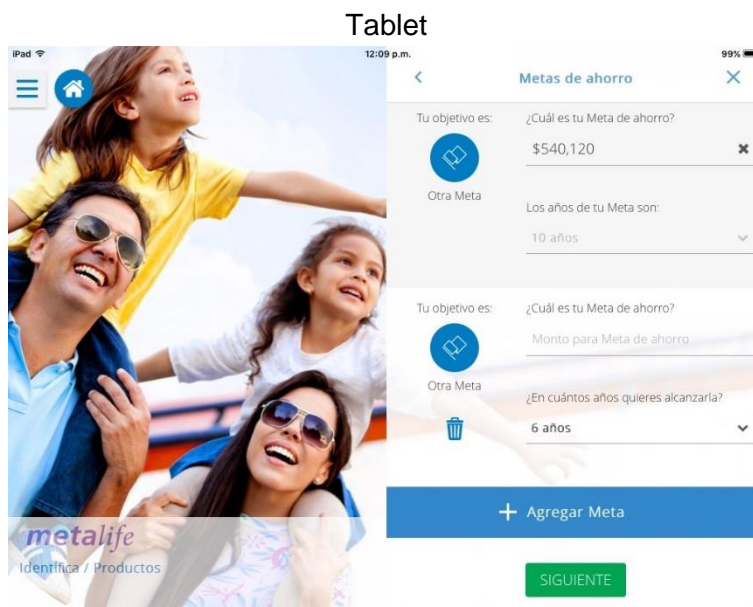 Tablet
iPad 12:09 p.m. 99%
Metas de ahorro
Tu objetivo es:
Otra Meta
¿Cuál es tu Meta de ahorro?
$540,120
Los años de tu Meta son:
10 años
Tu objetivo es:
Otra Meta
¿Cuál es tu Meta de ahorro?
Monto para Meta de ahorro
¿En cuántos años quieres alcanzarla?
6 años
+ Agregar Meta
SIGUIENTE
metalife
Identifica / Productos